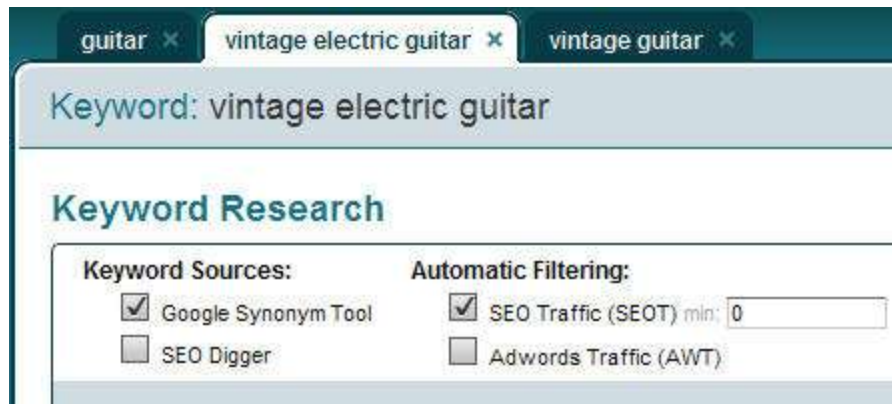 guitar × vintage electric guitar × vintage guitar ×
Keyword: vintage electric guitar
Keyword Research
Keyword Sources: Automatic Filtering:
Google Synonym Tool SEO Traffic (SEOT) min: 0
SEO Digger Adwords Traffic (AWT)